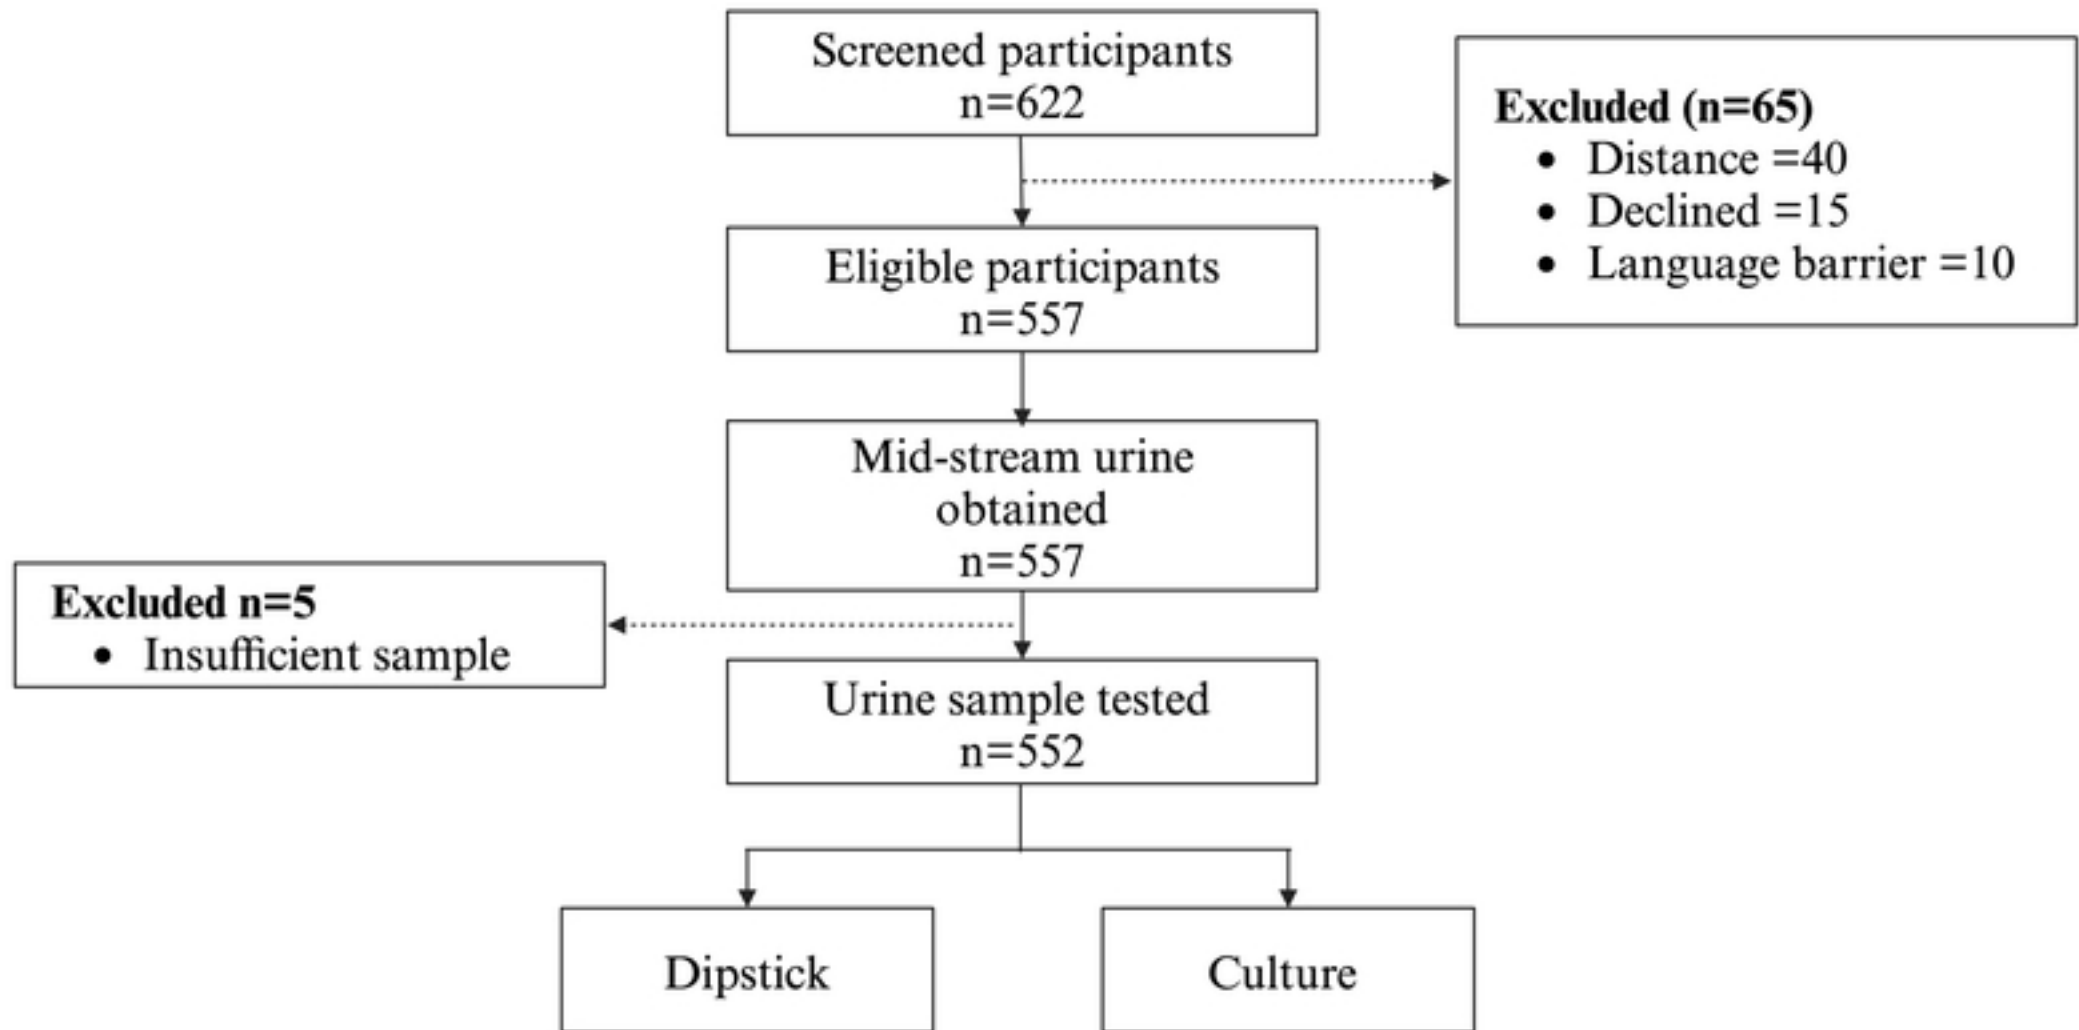 Screened participants
n=622
Excluded (n=65)
• Distance =40
• Declined =15
• Language barrier =10
Eligible participants
n=557
Mid-stream urine
obtained
n=557
Excluded n=5
• Insufficient sample
Urine sample tested
n=552
Dipstick
Culture